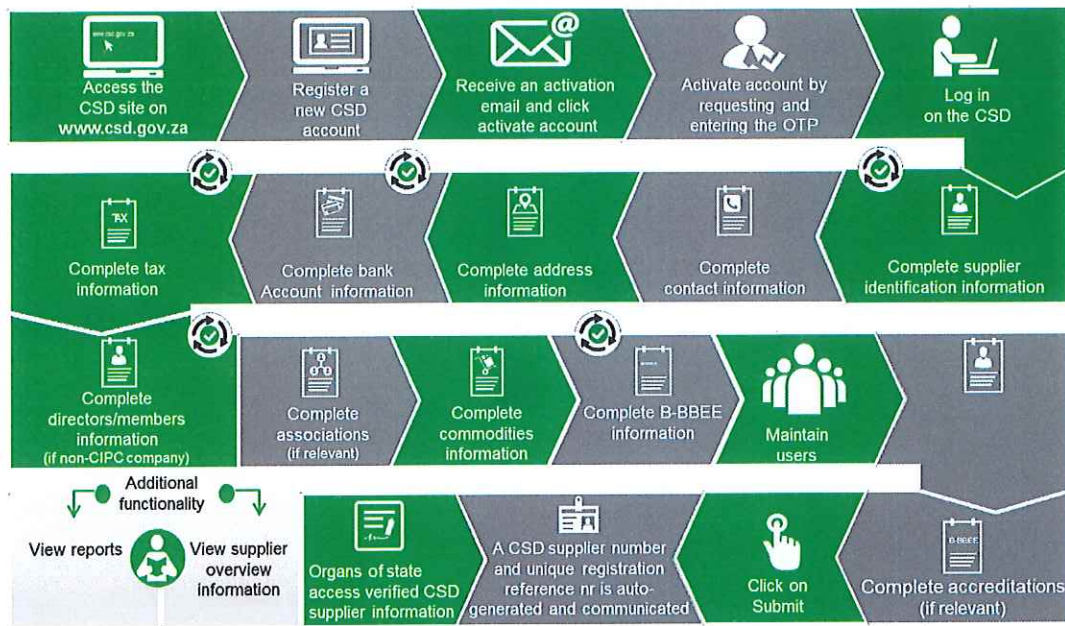 www.csd.gov.za
Access the
CSD site on
www.csd.gov.za
Register a
new CSD
account
@
Receive an activation
email and click
activate account
Activate account by
requesting and
entering the OTP
Log in
on the CSD
TAX
Complete tax
information
Complete bank
Account information
Complete address
information
Complete
contact information
Complete supplier
identification information
Complete
directors/members
information
(if non-CIPC company)
Complete
associations
(if relevant)
Complete
commodities
information
Complete B-BBEE
information
Maintain
users
Additional
functionality
View reports
View supplier
overview
information
Organs of state
access verified CSD
supplier information
A CSD supplier number
and unique registration
reference nr is auto-
generated and communicated
Click on
Submit
B-BBEE
Complete accreditations
(if relevant)